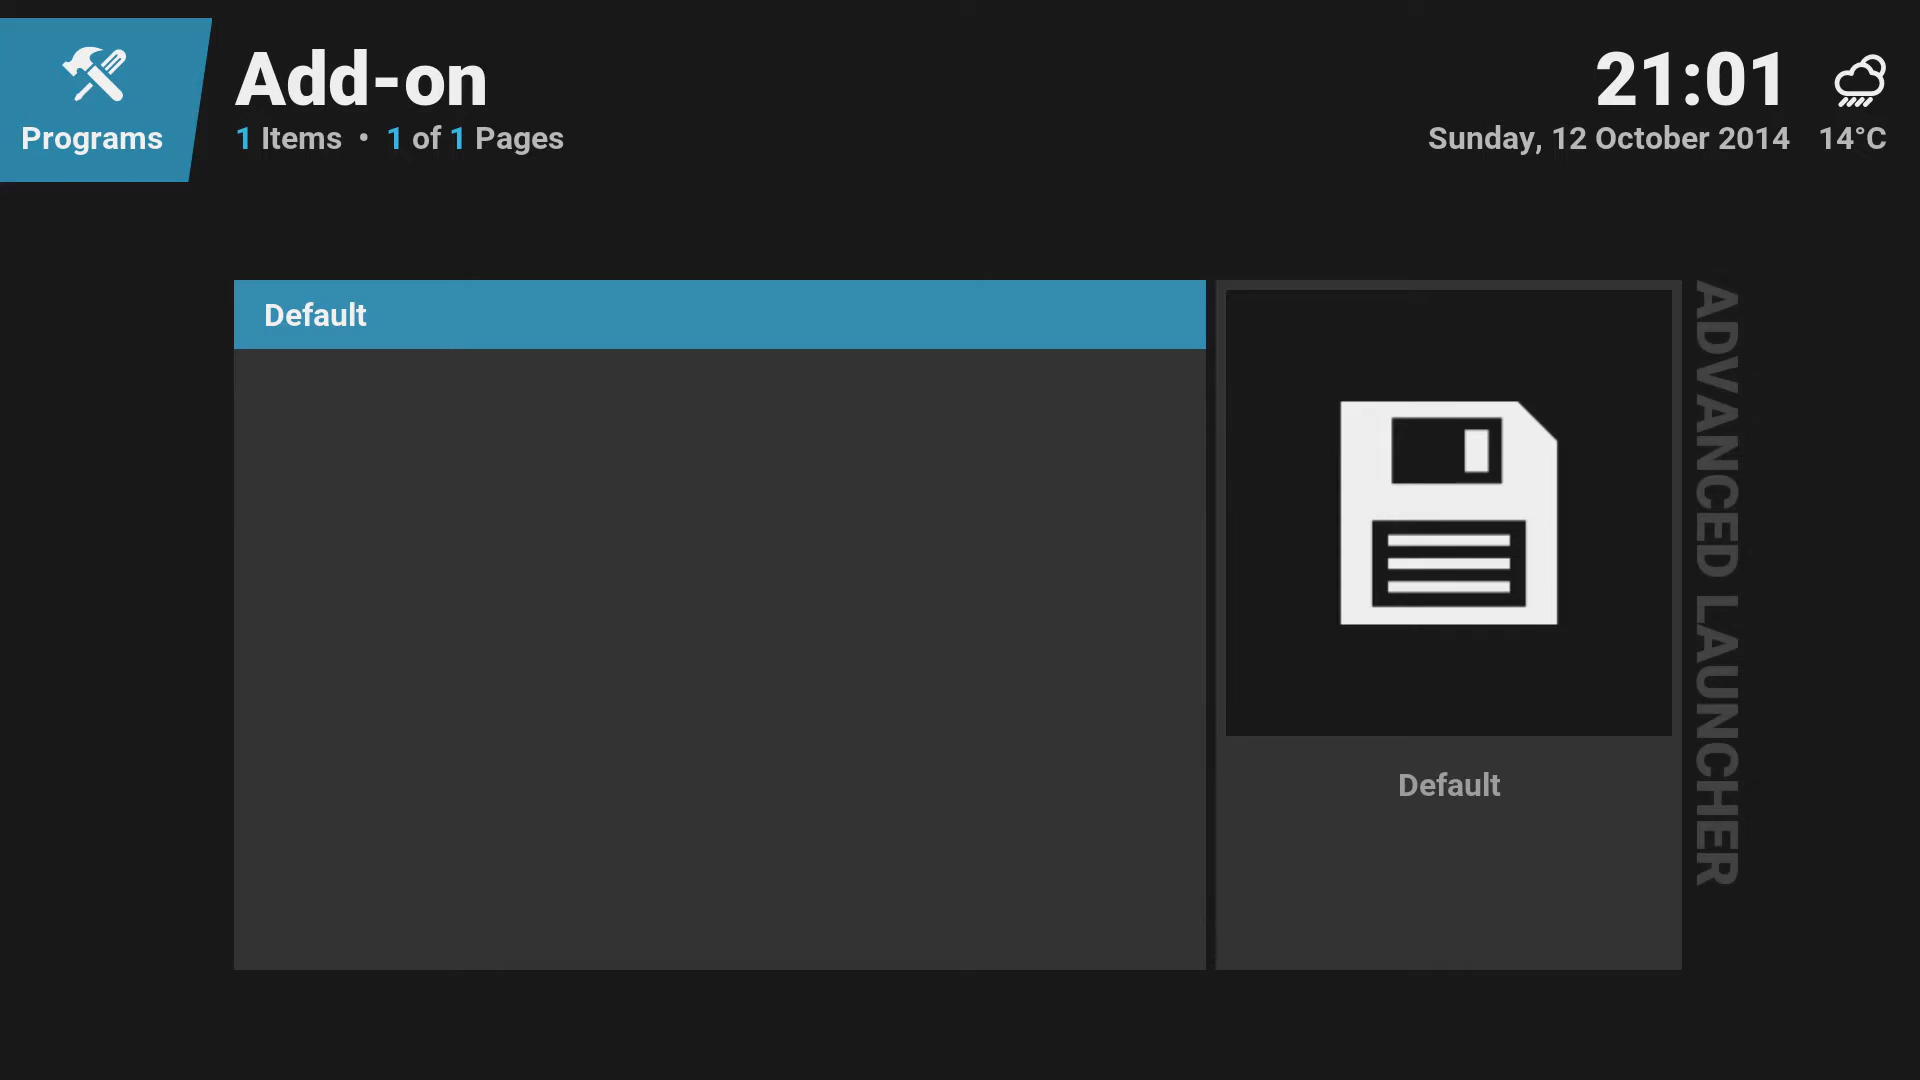 Programs
Add-on
1 Items • 1 of 1 Pages
21:01
Sunday, 12 October 2014 14°C
Default
Default
ADVANCED LAUNCHER